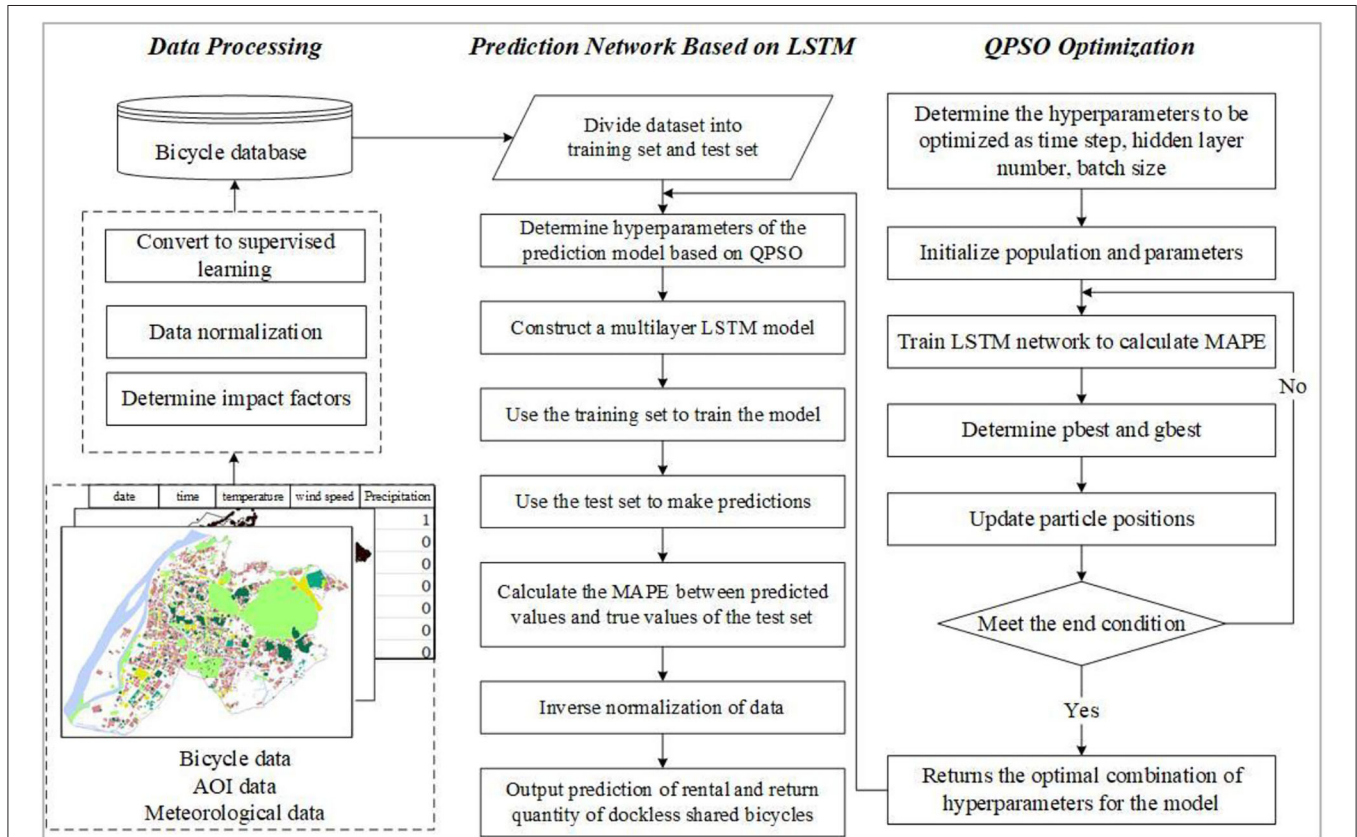 Data Processing
Prediction Network Based on LSTM
QPSO Optimization
Bicycle database
Convert to supervised
learning
Data normalization
Determine impact factors
date time temperature wind speed Precipitation
1
0
0
0
0
0
0
Bicycle data
AOI data
Meteorological data
Divide dataset into
training set and test set
Determine hyperparameters of the
prediction model based on QPSO
Construct a multilayer LSTM model
Use the training set to train the model
Use the test set to make predictions
Calculate the MAPE between predicted
values and true values of the test set
Inverse normalization of data
Output prediction of rental and return
quantity of dockless shared bicycles
Determine the hyperparameters to be
optimized as time step, hidden layer
number, batch size
Initialize population and parameters
Train LSTM network to calculate MAPE
No
Determine pbest and gbest
Update particle positions
Meet the end condition
Yes
Returns the optimal combination of
hyperparameters for the model